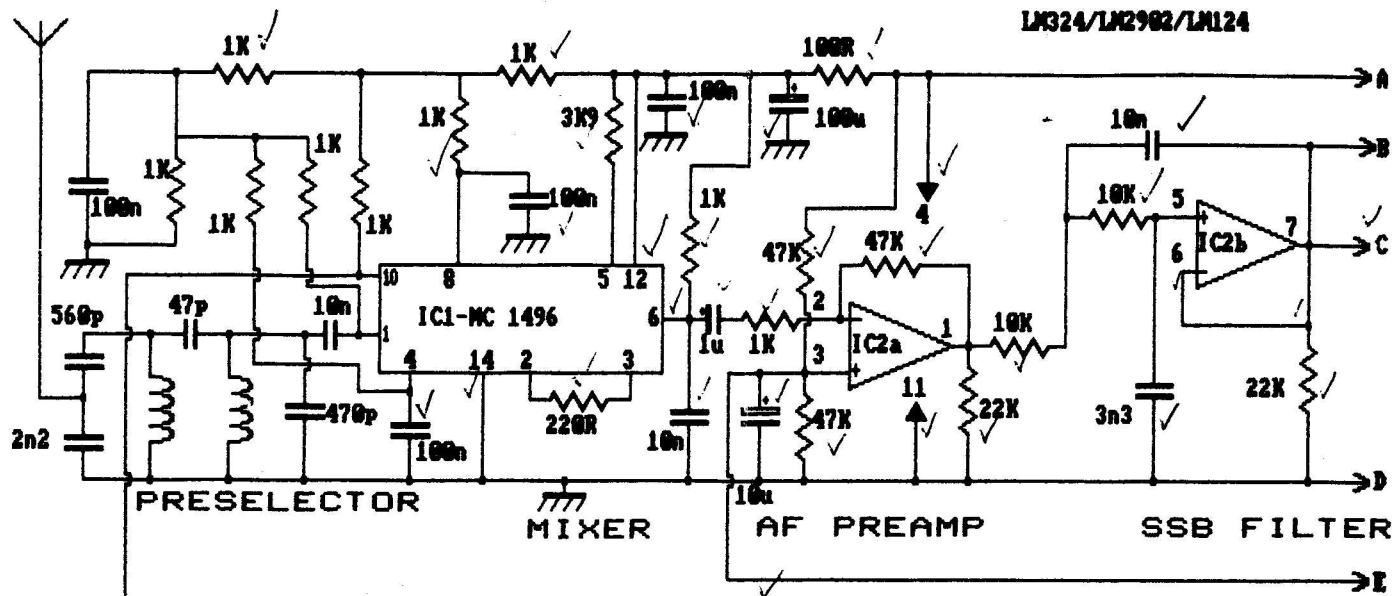 LM324/LM2902/LM124
1K
1K
100R
A
100n
100u
1K
3K9
10n
B
1K
1K
100n
1K
1K
100n
1K
4
10K
5
7
IC2b
6
C
47K
47K
10
8
5
12
560p
47p
10n
1
IC1-MC 1496
6
1u
1K
2
IC2a
1
3
10K
4
14
2
3
220R
11
22K
22K
3n3
2n2
470p
100n
10n
47K
10u
D
PRESELECTOR
MIXER
AF PREAMP
SSB FILTER
E